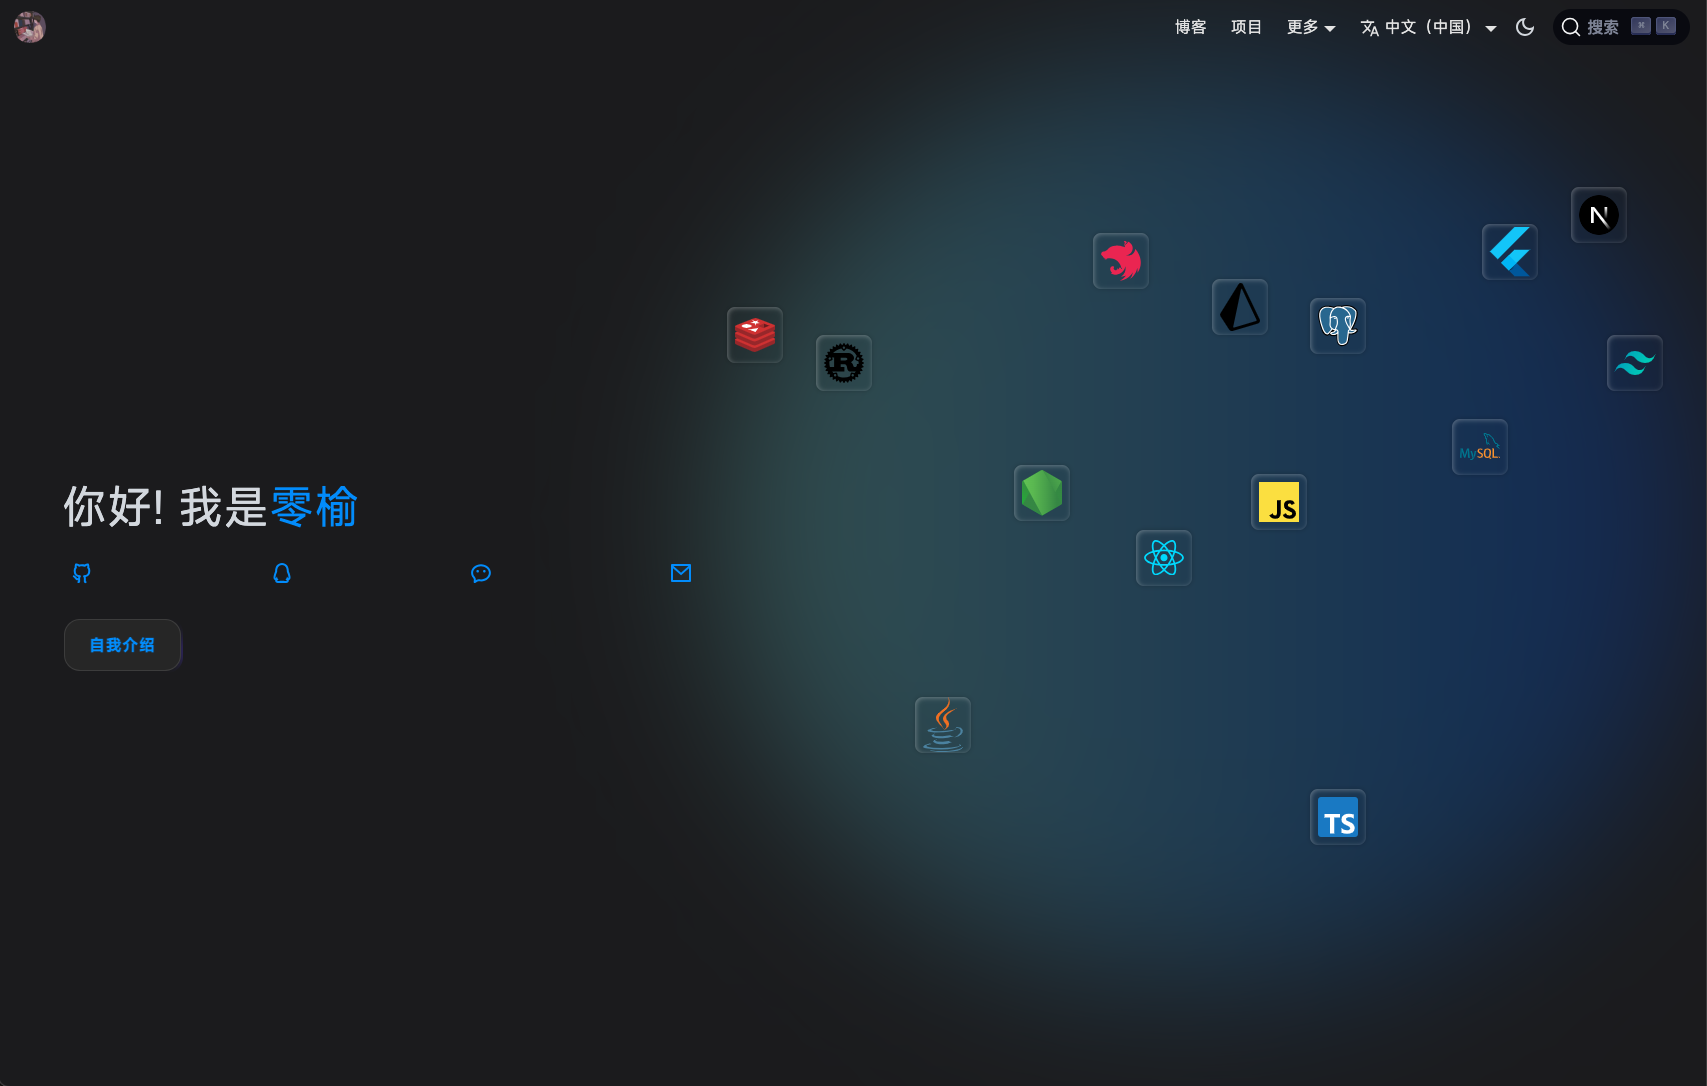 博客 项目 更多 中文（中国） 搜索 ⌘ K
N
R
MySQL.
JS
你好! 我是零榆
自我介绍
TS